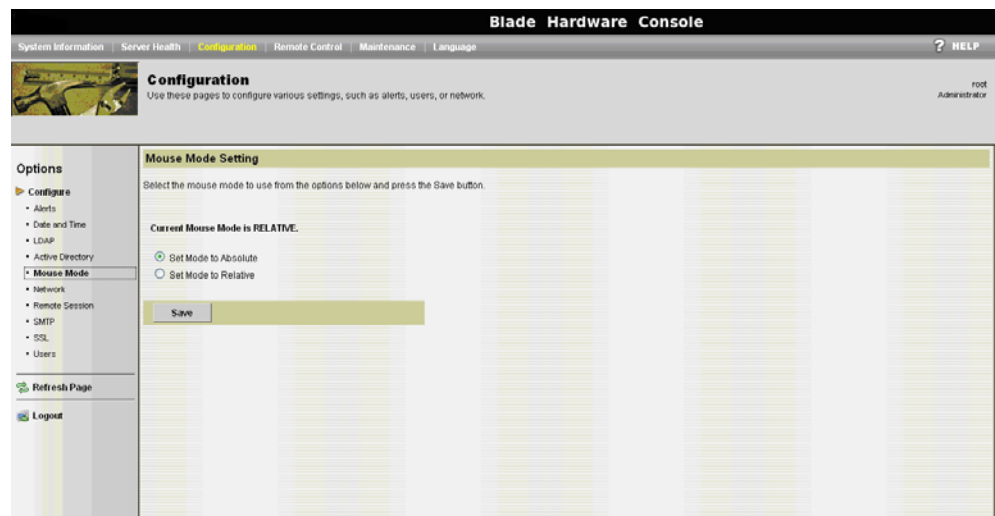 Blade Hardware Console
System Information | Server Health | Configuration | Remote Control | Maintenance | Language
? HELP
Configuration
Use these pages to configure various settings, such as alerts, users, or network.
root
Administrator
Options
Configure
• Alerts
• Date and Time
• LDAP
• Active Directory
• Mouse Mode
• Network
• Remote Session
• SMTP
• SSL
• Users
Refresh Page
Logout
Mouse Mode Setting
Select the mouse mode to use from the options below and press the Save button.
Current Mouse Mode is RELATIVE.
Set Mode to Absolute
Set Mode to Relative
Save